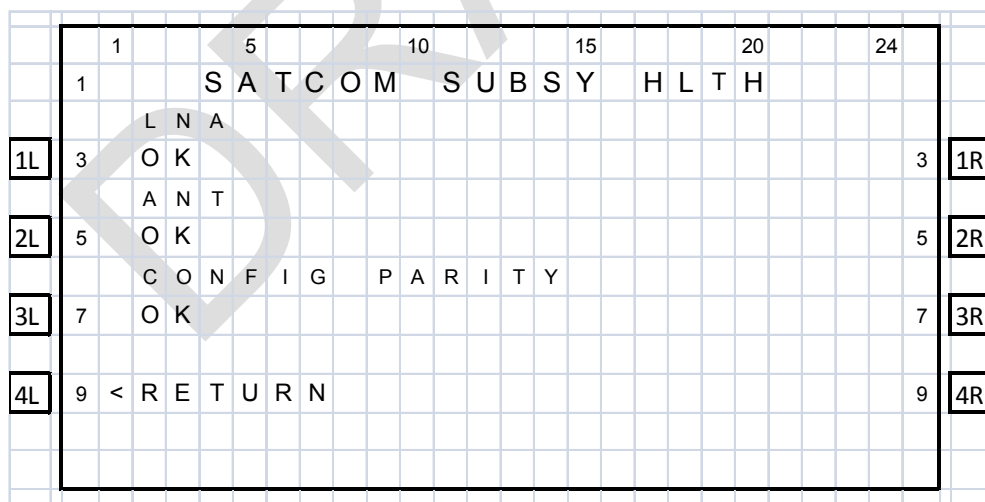 1 5 10 15 20 24
1 SATCOM SUBSY HLTH
LNA
1L 3 OK 3 1R
ANT
2L 5 OK 5 2R
CONFIG PARITY
3L 7 OK 7 3R
4L 9 <RETURN 9 4R